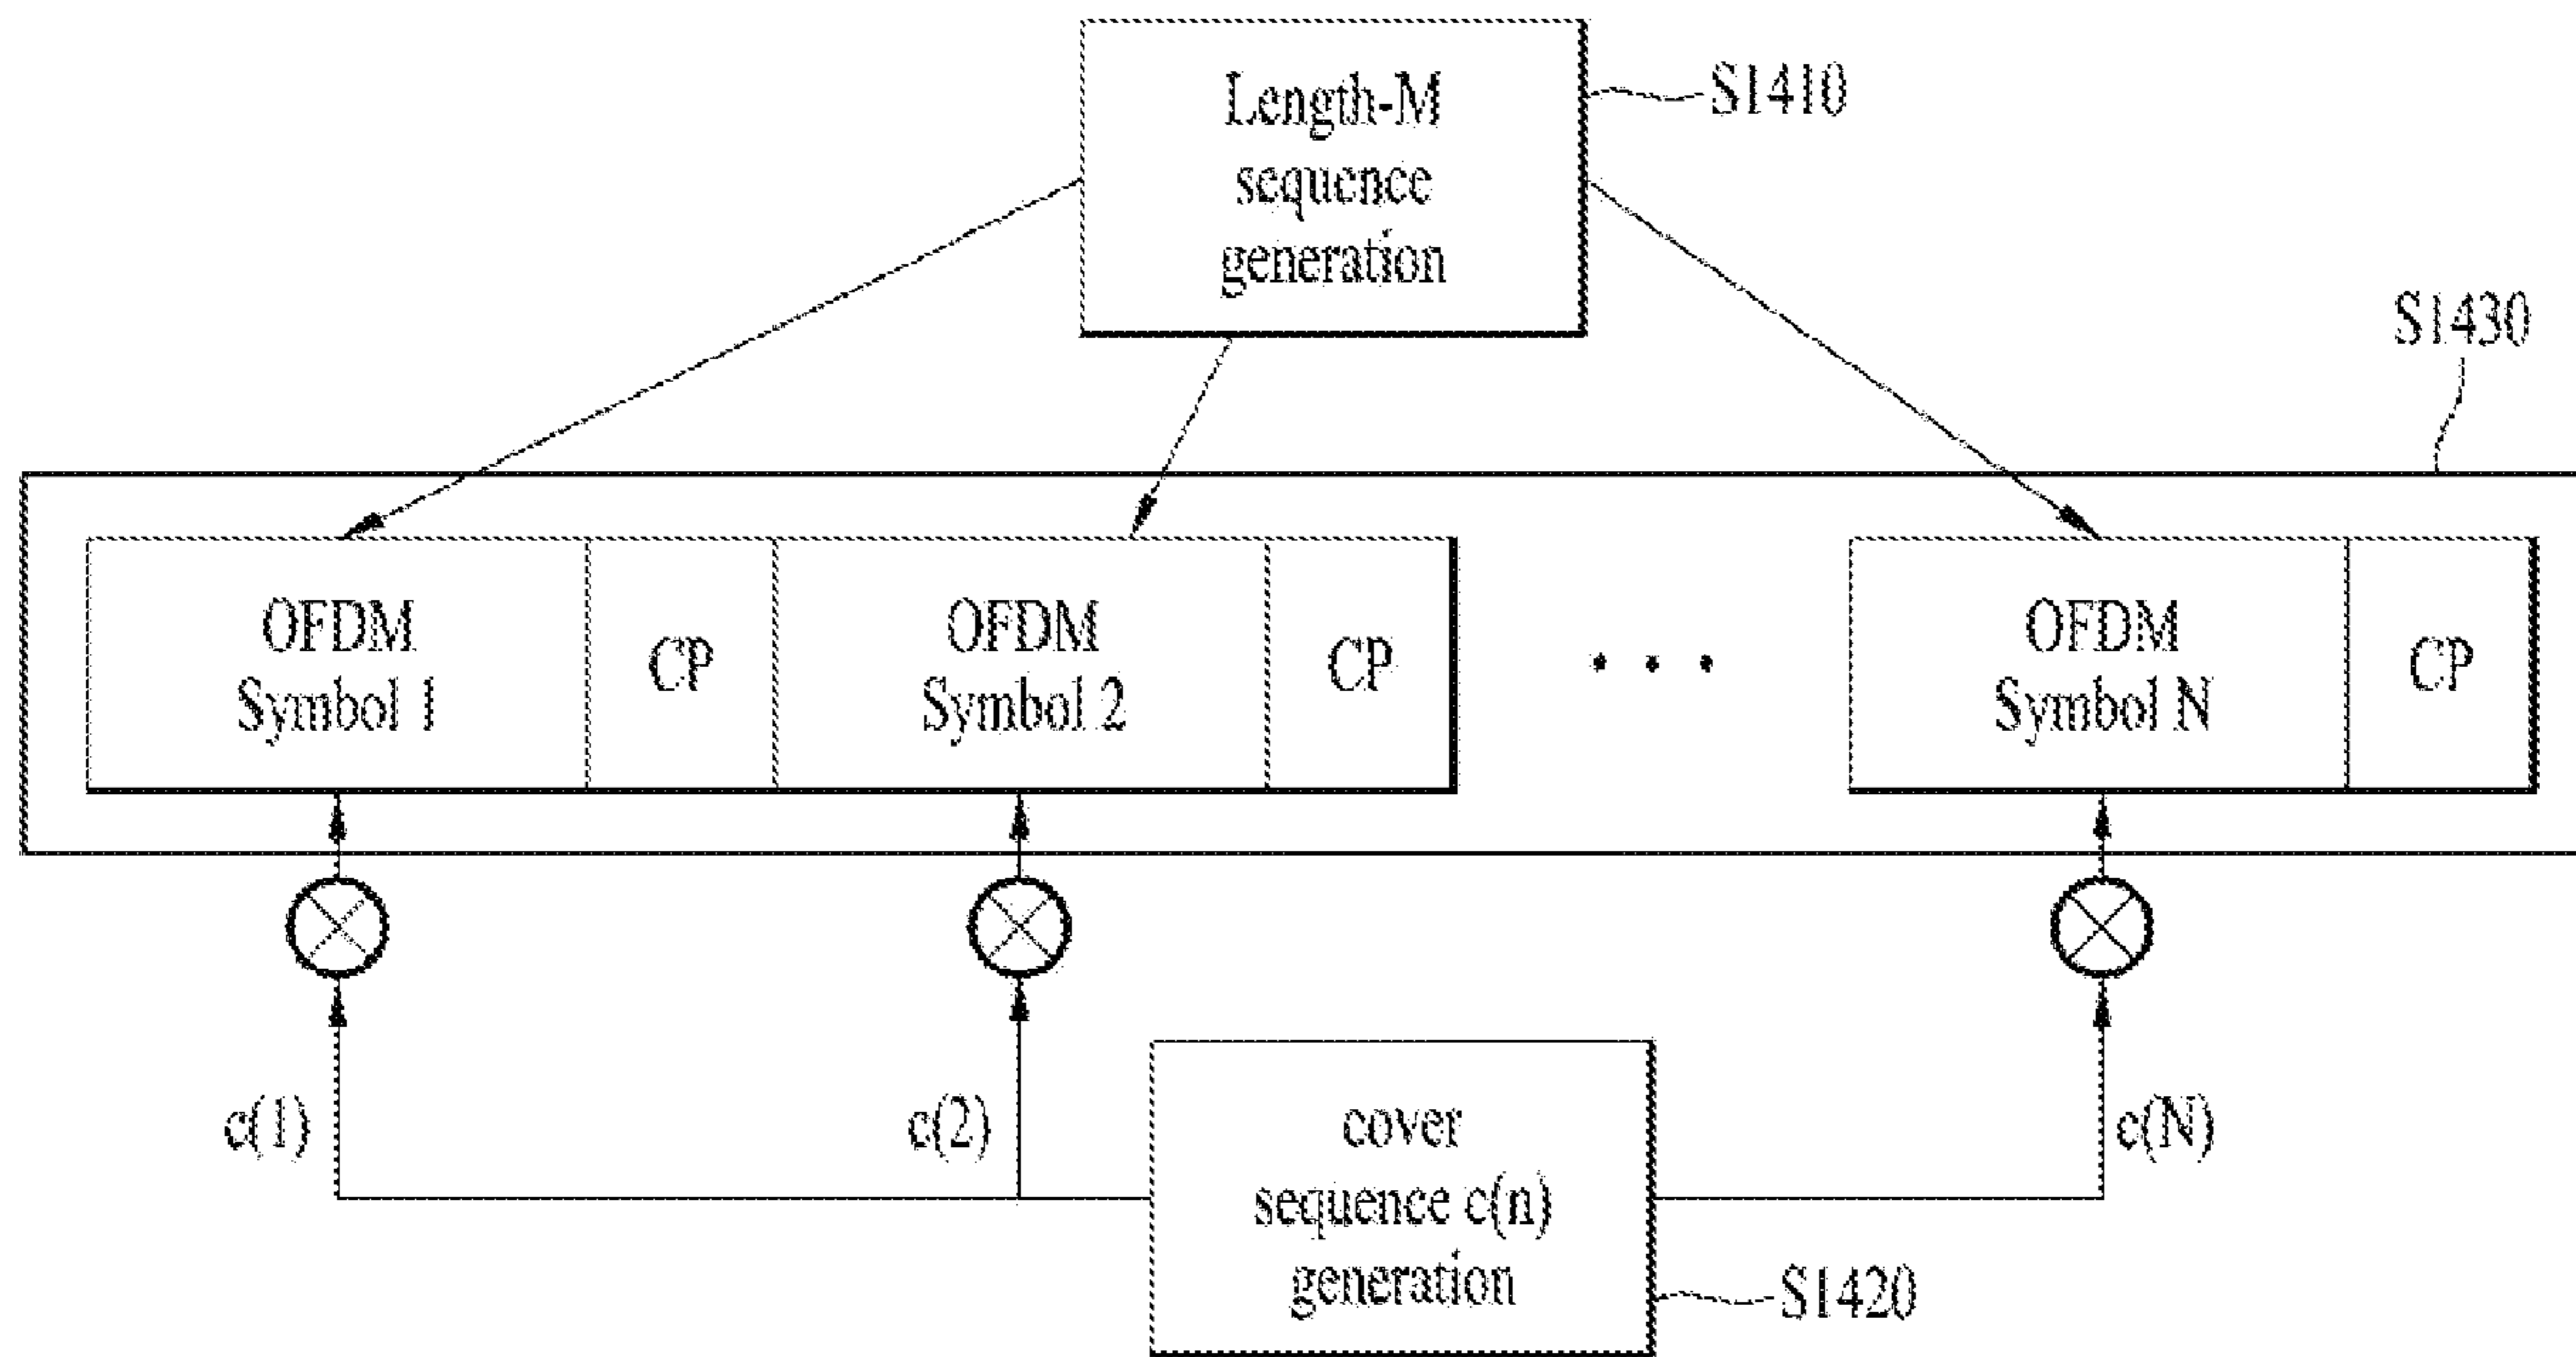 Length-M
sequence
generation
S1410
S1430
OFDM
Symbol 1
CP
OFDM
Symbol 2
CP
• • •
OFDM
Symbol N
CP
c(1)
c(2)
c(N)
cover
sequence c(n)
generation
S1420